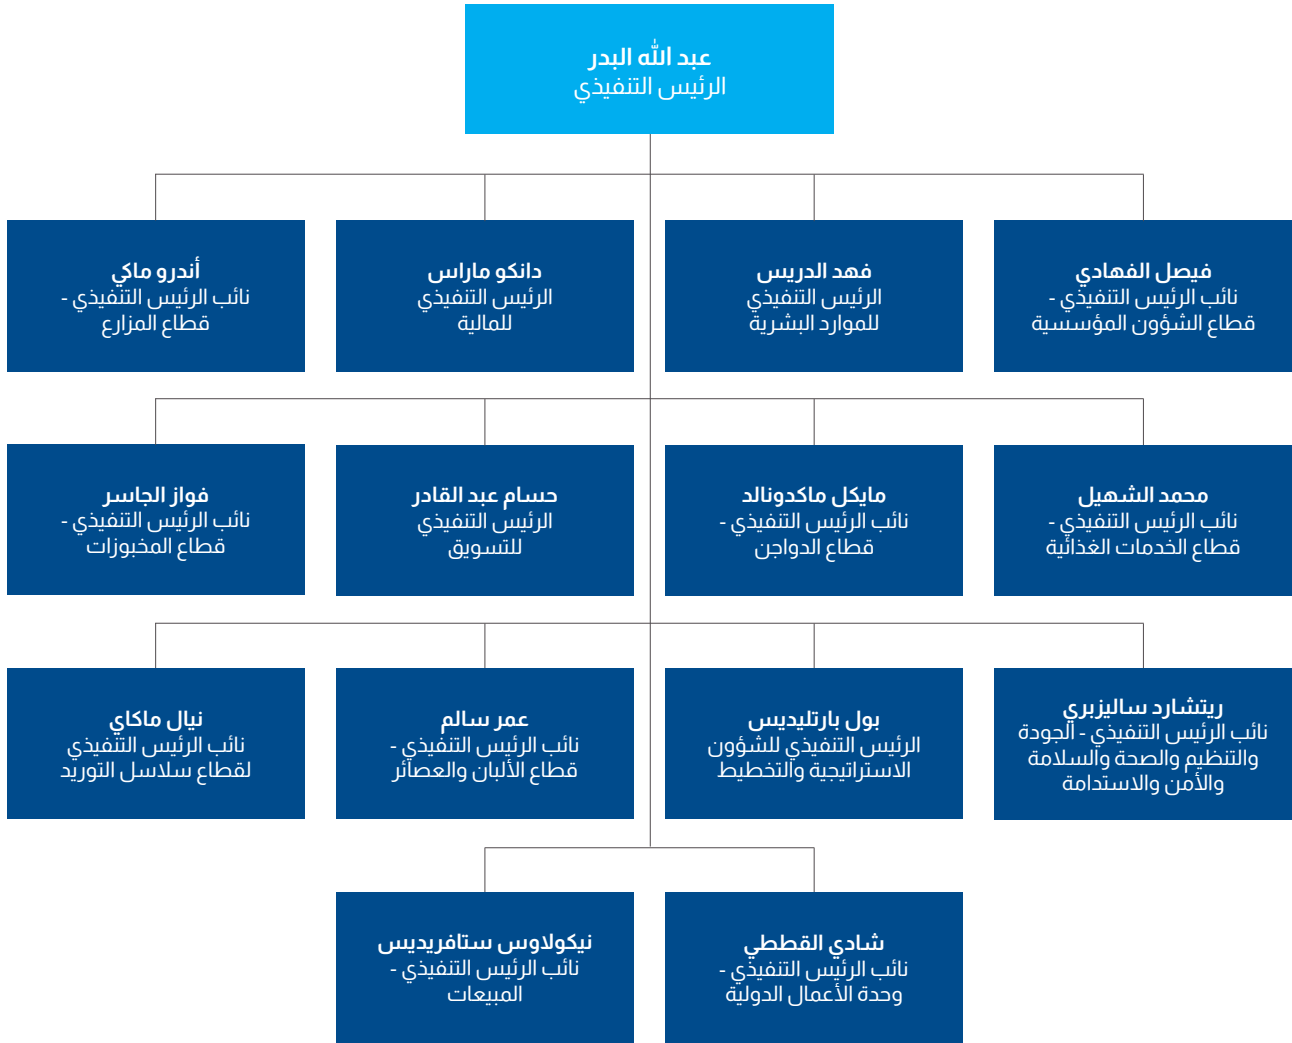 عبد الله البدر
الرئيس التنفيذي
فيصل الفهادي
نائب الرئيس التنفيذي -
قطاع الشؤون المؤسسية
فهد الدريس
الرئيس التنفيذي
للموارد البشرية
دانكو ماراس
الرئيس التنفيذي
للمالية
أندرو ماكي
نائب الرئيس التنفيذي -
قطاع المزارع
محمد الشهيل
نائب الرئيس التنفيذي -
قطاع الخدمات الغذائية
مايكل ماكدونالد
نائب الرئيس التنفيذي -
قطاع الدواجن
حسام عبد القادر
الرئيس التنفيذي
للتسويق
فواز الجاسر
نائب الرئيس التنفيذي -
قطاع المخبوزات
ريتشارد ساليزبري
نائب الرئيس التنفيذي - الجودة
والتنظيم والصحة والسلامة
والأمن والاستدامة
بول بارتليديس
الرئيس التنفيذي للشؤون
الاستراتيجية والتخطيط
عمر سالم
نائب الرئيس التنفيذي -
قطاع الألبان والعصائر
نيال ماكاي
نائب الرئيس التنفيذي
لقطاع سلاسل التوريد
شادي القططي
نائب الرئيس التنفيذي -
وحدة الأعمال الدولية
نيكولاوس ستافريديس
نائب الرئيس التنفيذي -
المبيعات